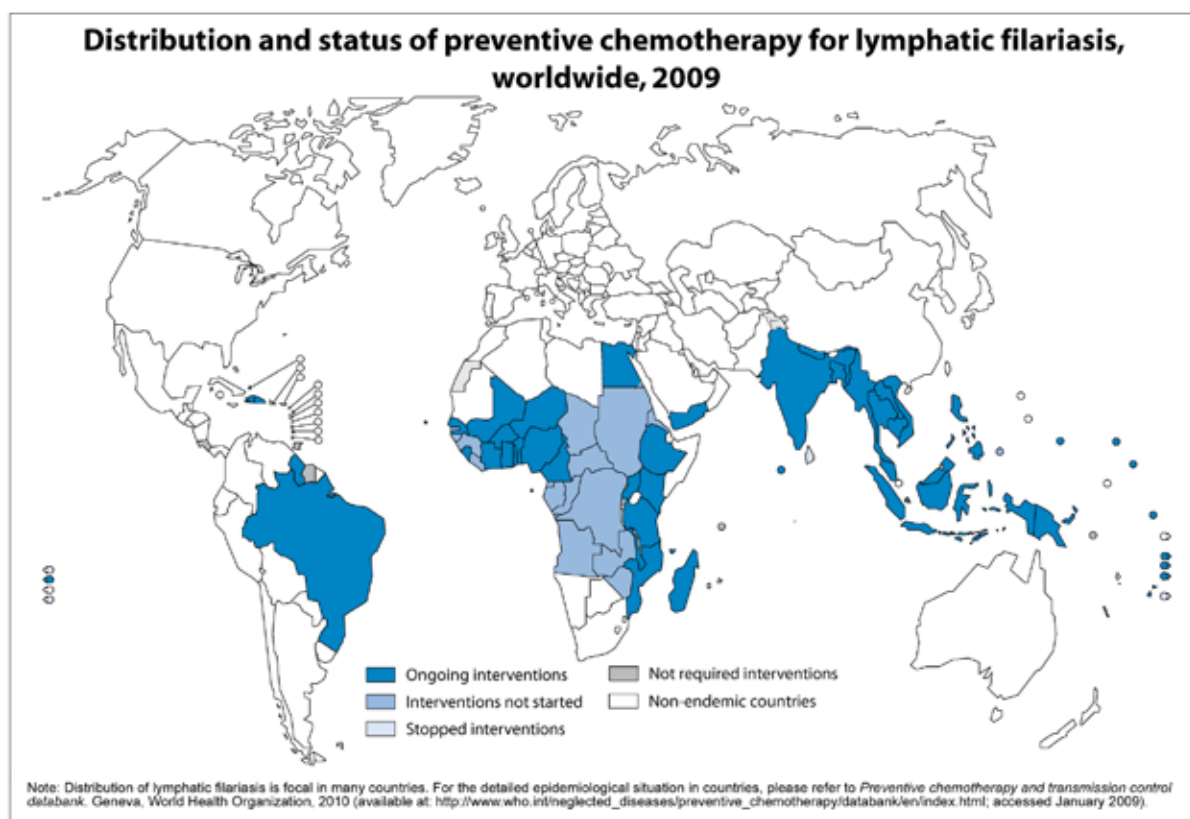 Distribution and status of preventive chemotherapy for lymphatic filariasis,
worldwide, 2009
Ongoing interventions
Interventions not started
Stopped interventions
Not required interventions
Non-endemic countries
Note: Distribution of lymphatic filariasis is focal in many countries. For the detailed epidemiological situation in countries, please refer to Preventive chemotherapy and transmission control
databank. Geneva, World Health Organization, 2010 (available at: http://www.who.int/neglected_diseases/preventive_chemotherapy/databank/en/index.html; accessed January 2009).